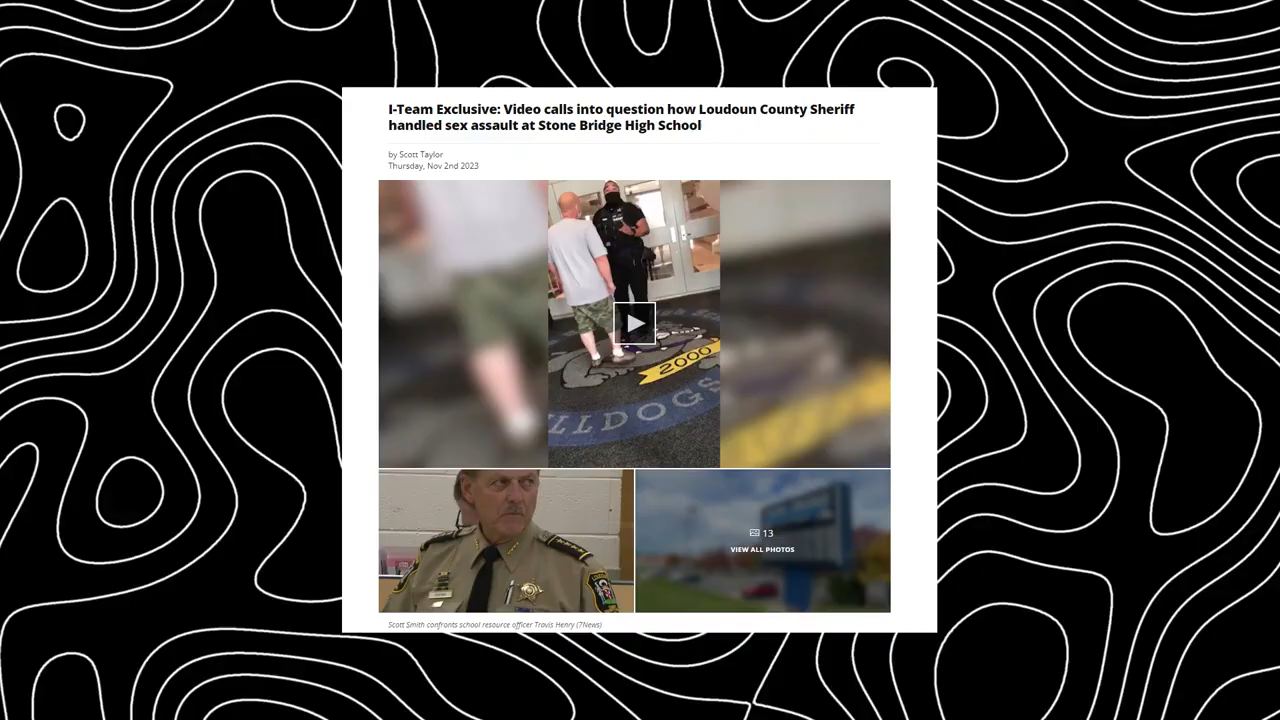 I-Team Exclusive: Video calls into question how Loudoun County Sheriff
handled sex assault at Stone Bridge High School
by Scott Taylor
Thursday, Nov 2nd 2023
2000
LLDOGS
13
VIEW ALL PHOTOS
Scott Smith confronts school resource officer Travis Henry (7News)